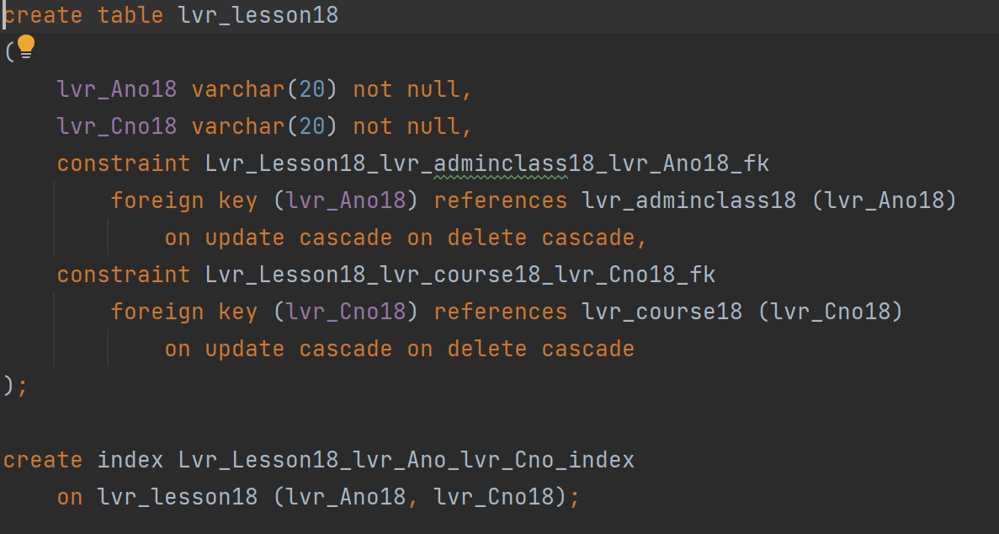 create table lvr_lesson18
(
lvr_Ano18 varchar(20) not null,
lvr_Cno18 varchar(20) not null,
constraint Lvr_Lesson18_lvr_adminclass18_lvr_Ano18_fk
foreign key (lvr_Ano18) references lvr_adminclass18 (lvr_Ano18)
on update cascade on delete cascade,
constraint Lvr_Lesson18_lvr_course18_lvr_Cno18_fk
foreign key (lvr_Cno18) references lvr_course18 (lvr_Cno18)
on update cascade on delete cascade
);
create index Lvr_Lesson18_lvr_Ano_lvr_Cno_index
on lvr_lesson18 (lvr_Ano18, lvr_Cno18);